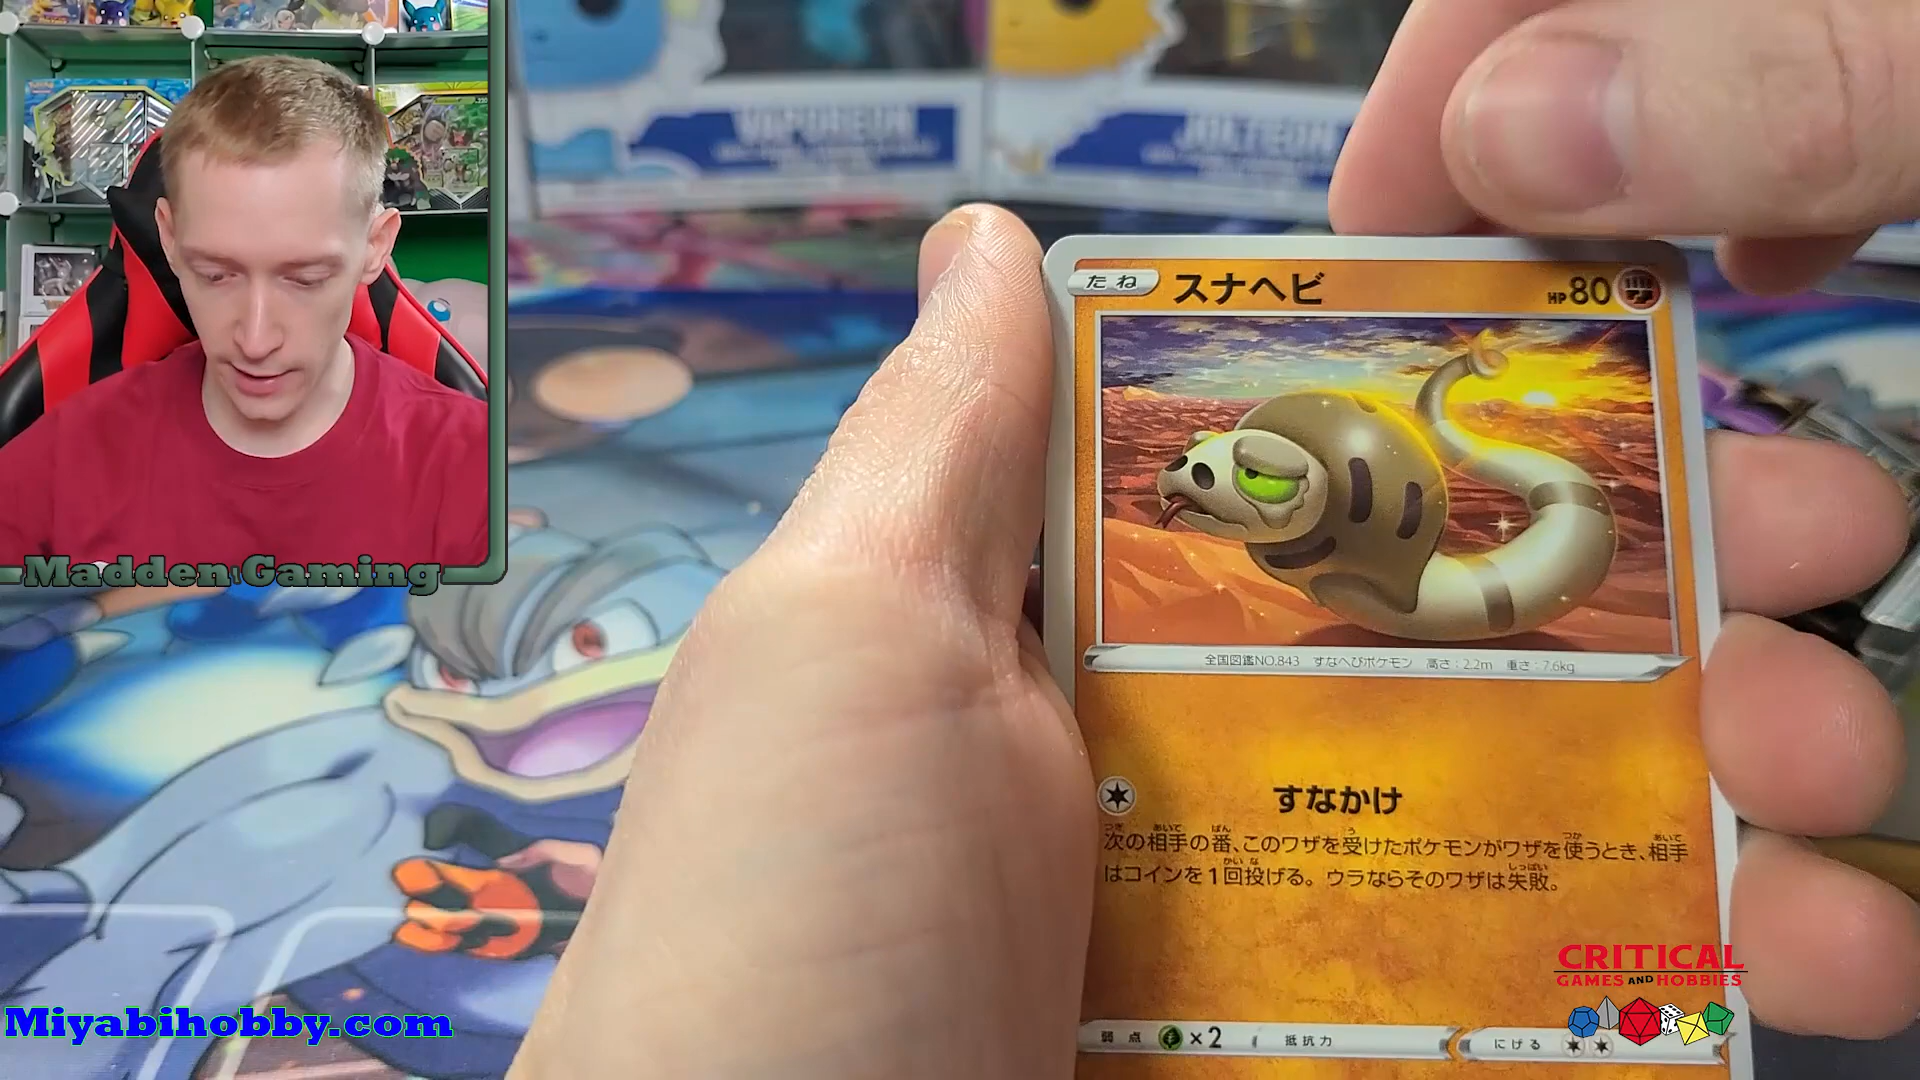 VAPOREON
JOLTEON
たね スナヘビ HP80
全国図鑑NO.843 すなへびポケモン 高さ:2.2m 重さ:7.6kg
すなかけ
次の相手の番、このワザを受けたポケモンがワザを使うとき、相手
はコインを1回投げる。ウラならそのワザは失敗。
弱点 ×2 抵抗力 にげる
Madden Gaming
Miyabihobby.com
CRITICAL
GAMES AND HOBBIES